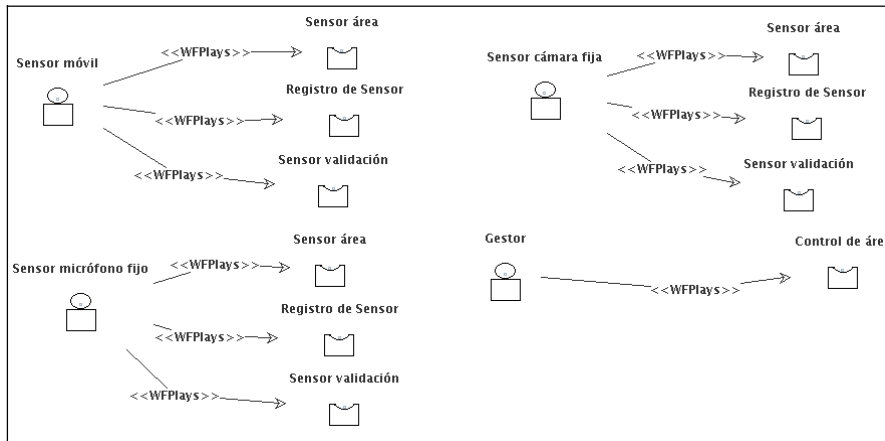 Sensor área
<<WFPlays>>
Sensor móvil
Registro de Sensor
<<WFPlays>>
Sensor validación
<<WFPlays>>
Sensor área
<<WFPlays>>
Sensor cámara fija
Registro de Sensor
<<WFPlays>>
Sensor validación
<<WFPlays>>
Sensor área
<<WFPlays>>
Sensor micrófono fijo
Registro de Sensor
<<WFPlays>>
Sensor validación
<<WFPlays>>
Gestor
Control de áre
<<WFPlays>>